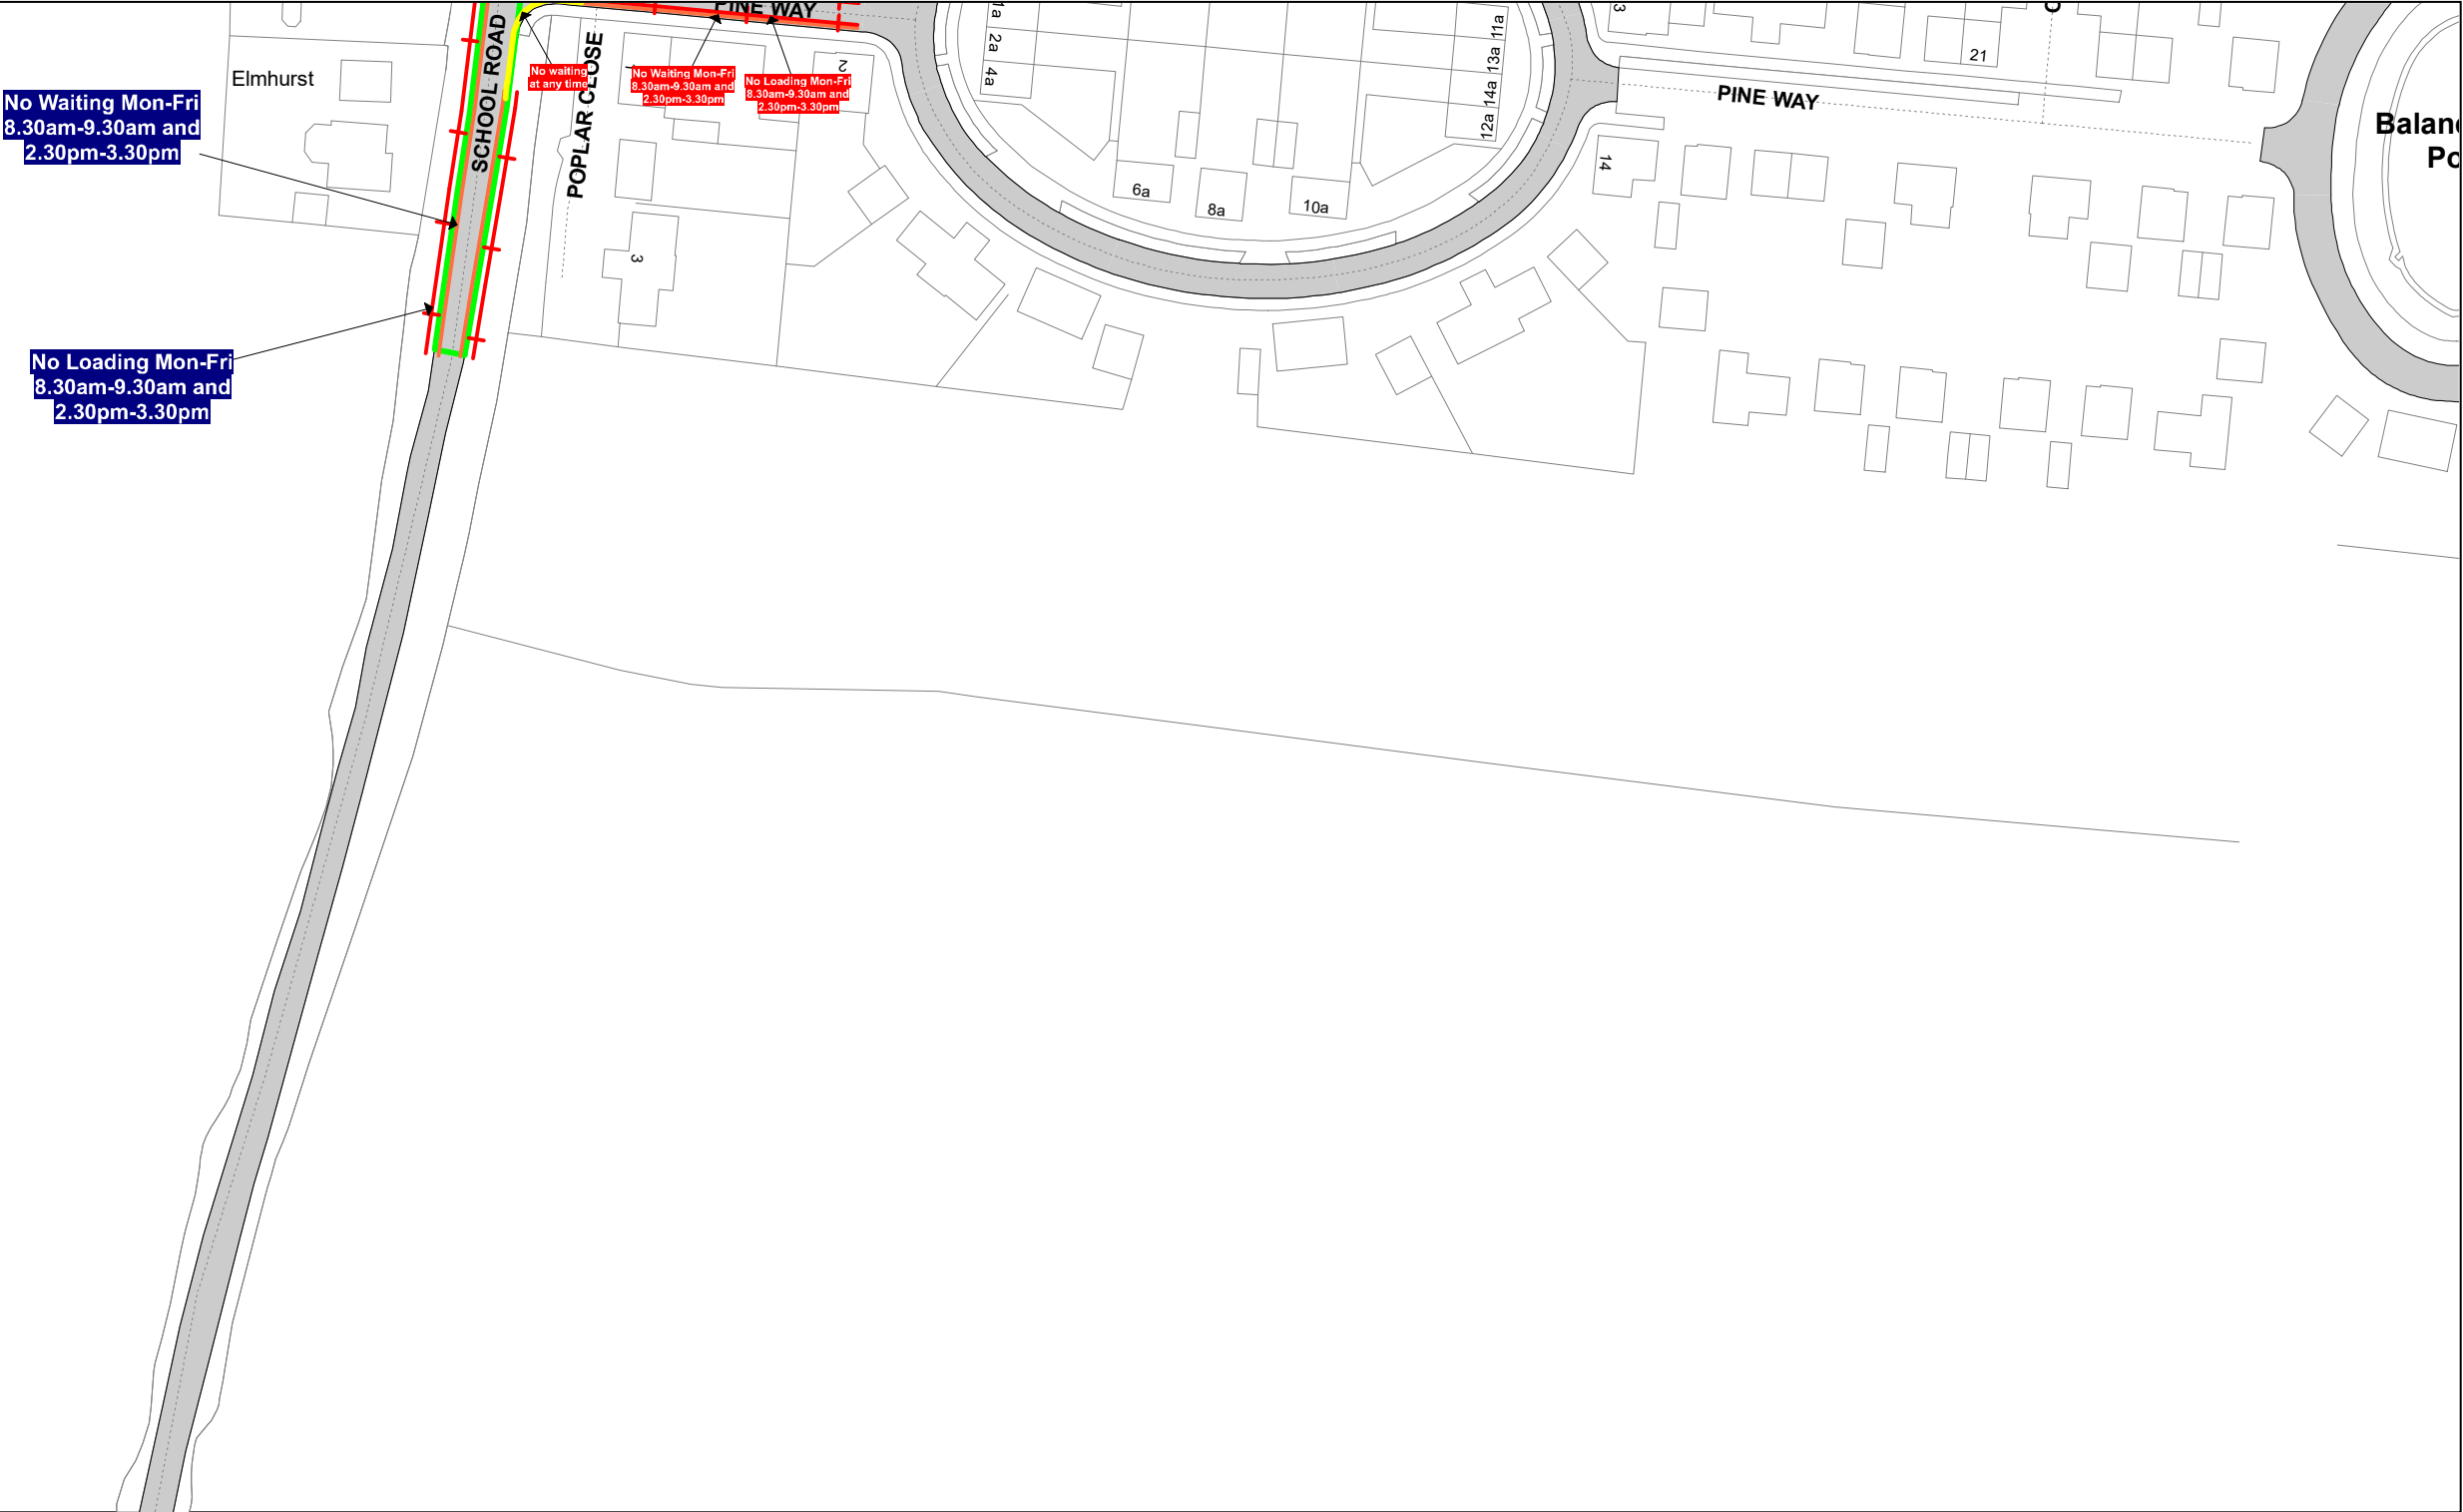 PINE WAY
SCHOOL ROAD
POPLAR CLOSE
Elmhurst
No Waiting Mon-Fri
8.30am-9.30am and
2.30pm-3.30pm
No waiting
at any time
No Waiting Mon-Fri
8.30am-9.30am and
2.30pm-3.30pm
No Loading Mon-Fri
8.30am-9.30am and
2.30pm-3.30pm
2
1a
2a
4a
11a
13a
14a
12a
3
21
PINE WAY
14
6a
8a
10a
3
Balan
Po
No Loading Mon-Fri
8.30am-9.30am and
2.30pm-3.30pm